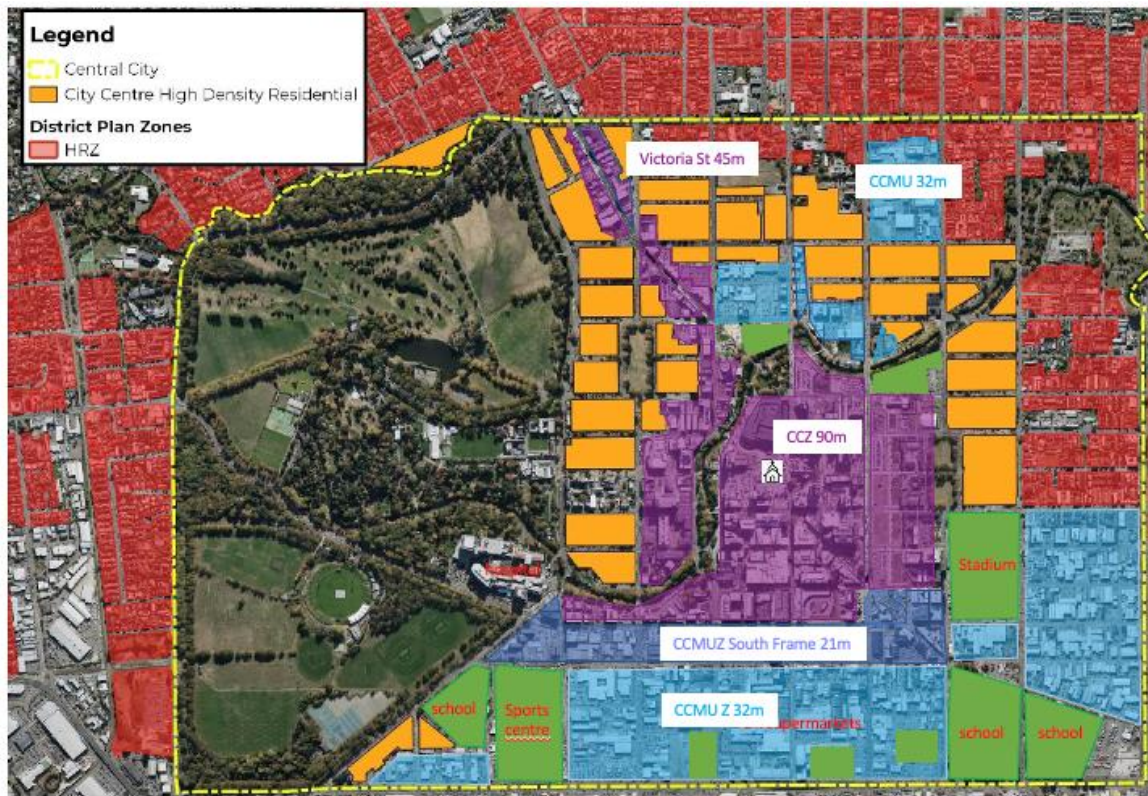 Legend
Central City
City Centre High Density Residential
District Plan Zones
HRZ
Victoria St 45m
CCMU 32m
CCZ 90m
Stadium
CCMUZ South Frame 21m
school
Sports
centre
CCMU Z 32m
school
school